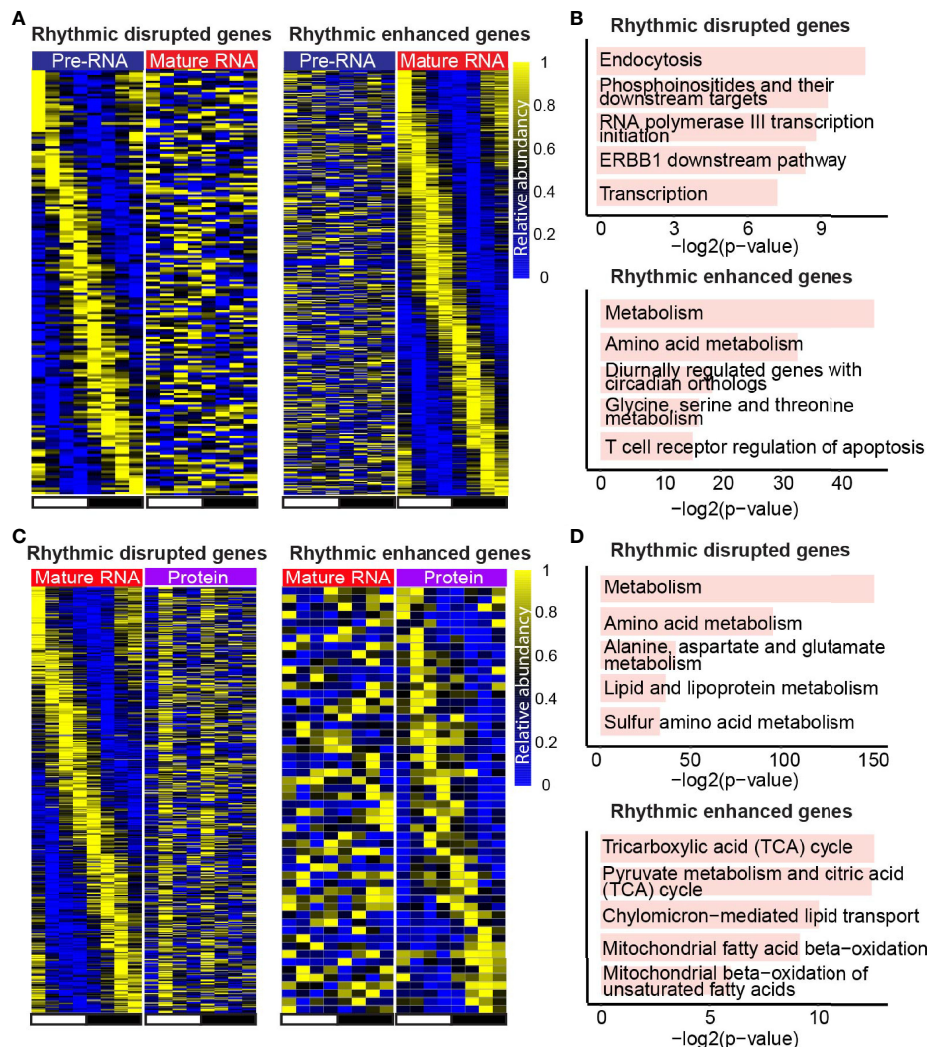 A
Rhythmic disrupted genes
Rhythmic enhanced genes
Pre-RNA
Mature RNA
Pre-RNA
Mature RNA
1
0.8
0.6
0.4
0.2
0
Relative abundancy
B
Rhythmic disrupted genes
Endocytosis
Phosphoinositides and their
downstream targets
RNA polymerase III transcription
initiation
ERBB1 downstream pathway
Transcription
0 3 6 9
−log2(p−value)
Rhythmic enhanced genes
Metabolism
Amino acid metabolism
Diurnally regulated genes with
circadian orthologs
Glycine, serine and threonine
metabolism
T cell receptor regulation of apoptosis
0 10 20 30 40
−log2(p−value)
C
Rhythmic disrupted genes
Rhythmic enhanced genes
Mature RNA
Protein
Mature RNA
Protein
1
0.8
0.6
0.4
0.2
0
Relative abundancy
D
Rhythmic disrupted genes
Metabolism
Amino acid metabolism
Alanine, aspartate and glutamate
metabolism
Lipid and lipoprotein metabolism
Sulfur amino acid metabolism
0 50 100 150
−log2(p−value)
Rhythmic enhanced genes
Tricarboxylic acid (TCA) cycle
Pyruvate metabolism and citric acid
(TCA) cycle
Chylomicron−mediated lipid transport
Mitochondrial fatty acid beta−oxidation
Mitochondrial beta−oxidation of
unsaturated fatty acids
0 5 10
−log2(p−value)